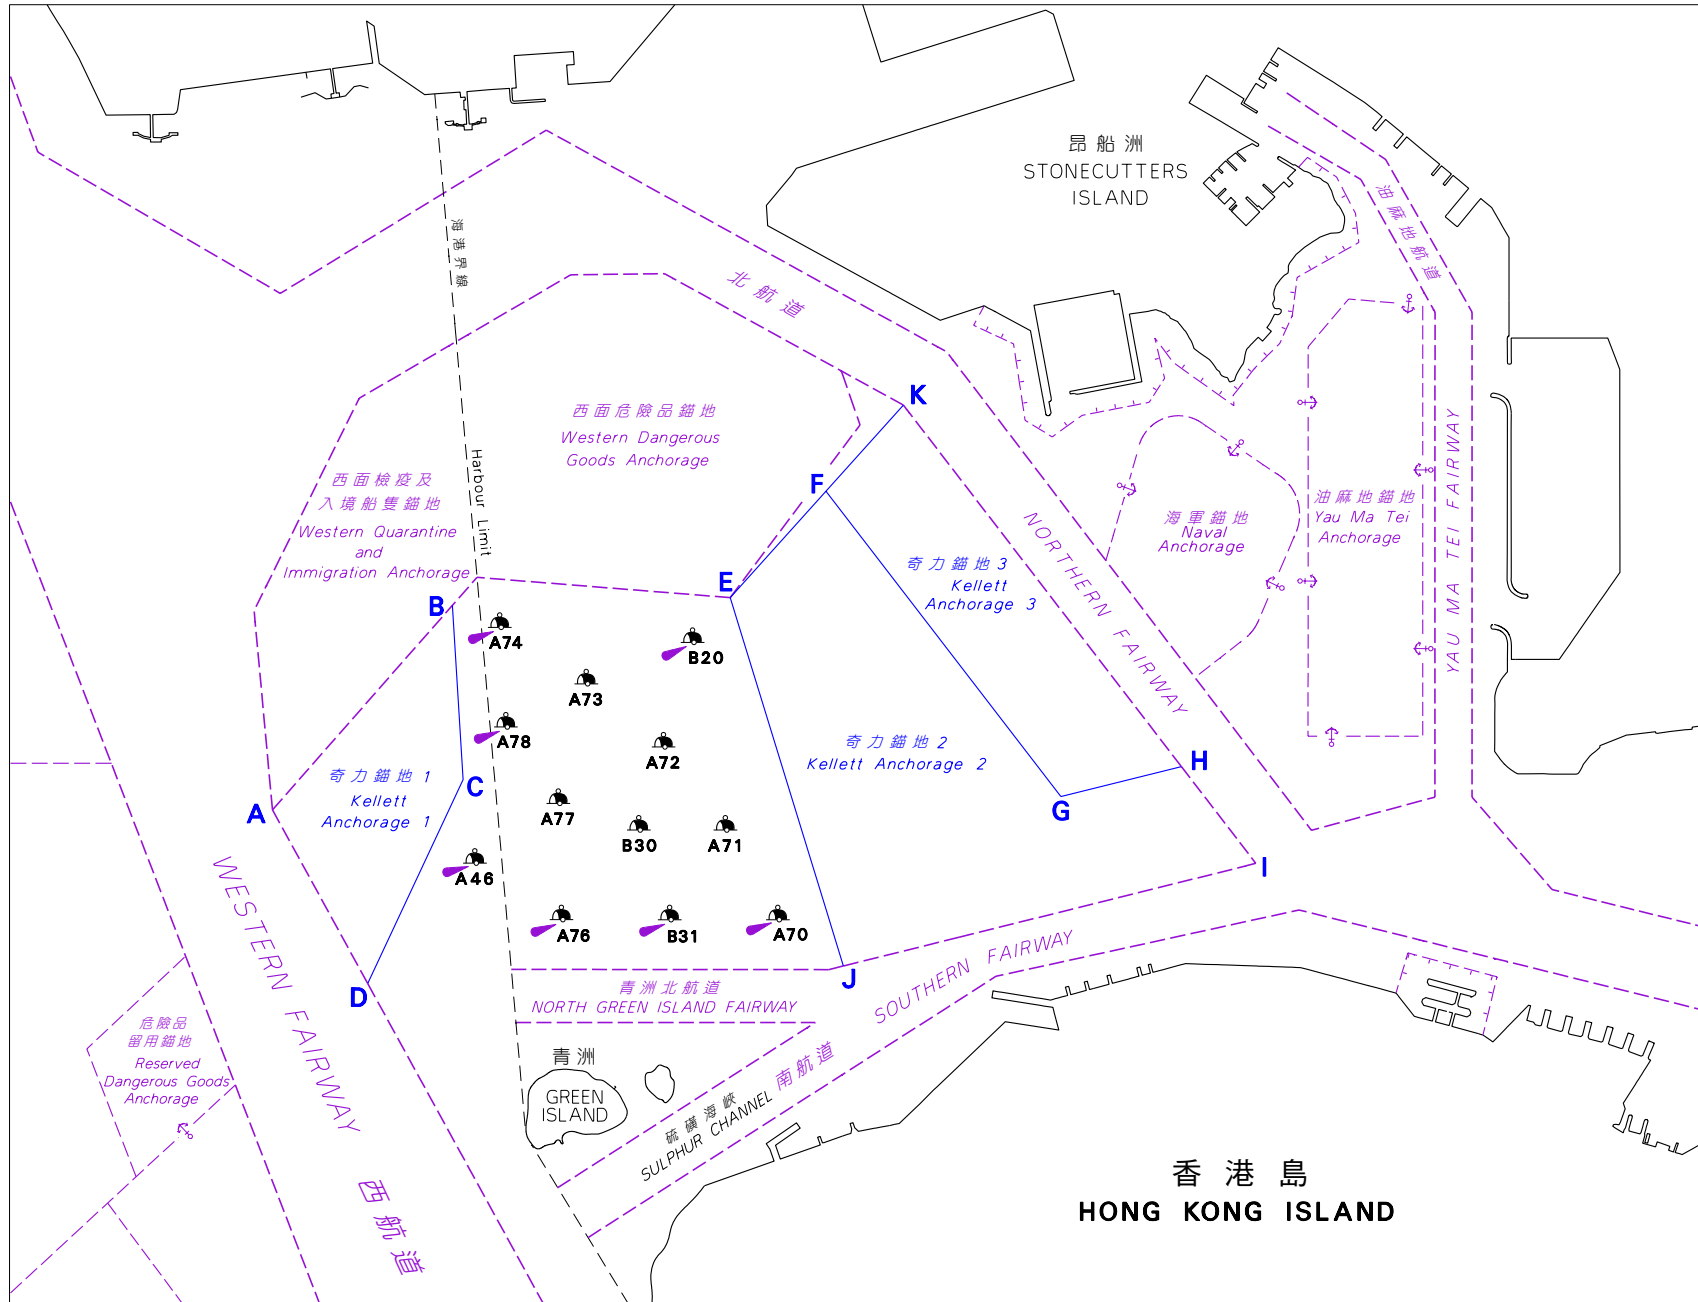 昂船洲
STONECUTTERS
ISLAND
油麻地航道
海港界線
北航道
西面危險品錨地
Western Dangerous
Goods Anchorage
K
Harbour Limit
西面檢疫及
入境船隻錨地
Western Quarantine
and
Immigration Anchorage
F
油麻地錨地
Yau Ma Tei
Anchorage
海軍錨地
Naval
Anchorage
YAU MA TEI FAIRWAY
NORTHERN FAIRWAY
奇力錨地 3
Kellett
Anchorage 3
E
B
A74
B20
A73
A78
A72
奇力錨地 2
Kellett Anchorage 2
H
奇力錨地 1
Kellett
Anchorage 1
C
A
A77
B30
A71
G
I
A46
WESTERN FAIRWAY
A76
B31
A70
SOUTHERN FAIRWAY
J
D
青洲北航道
NORTH GREEN ISLAND FAIRWAY
危險品
留用錨地
Reserved
Dangerous Goods
Anchorage
青洲
GREEN
ISLAND
南航道
硫磺海峽
SULPHUR CHANNEL
香港島
HONG KONG ISLAND
西航道